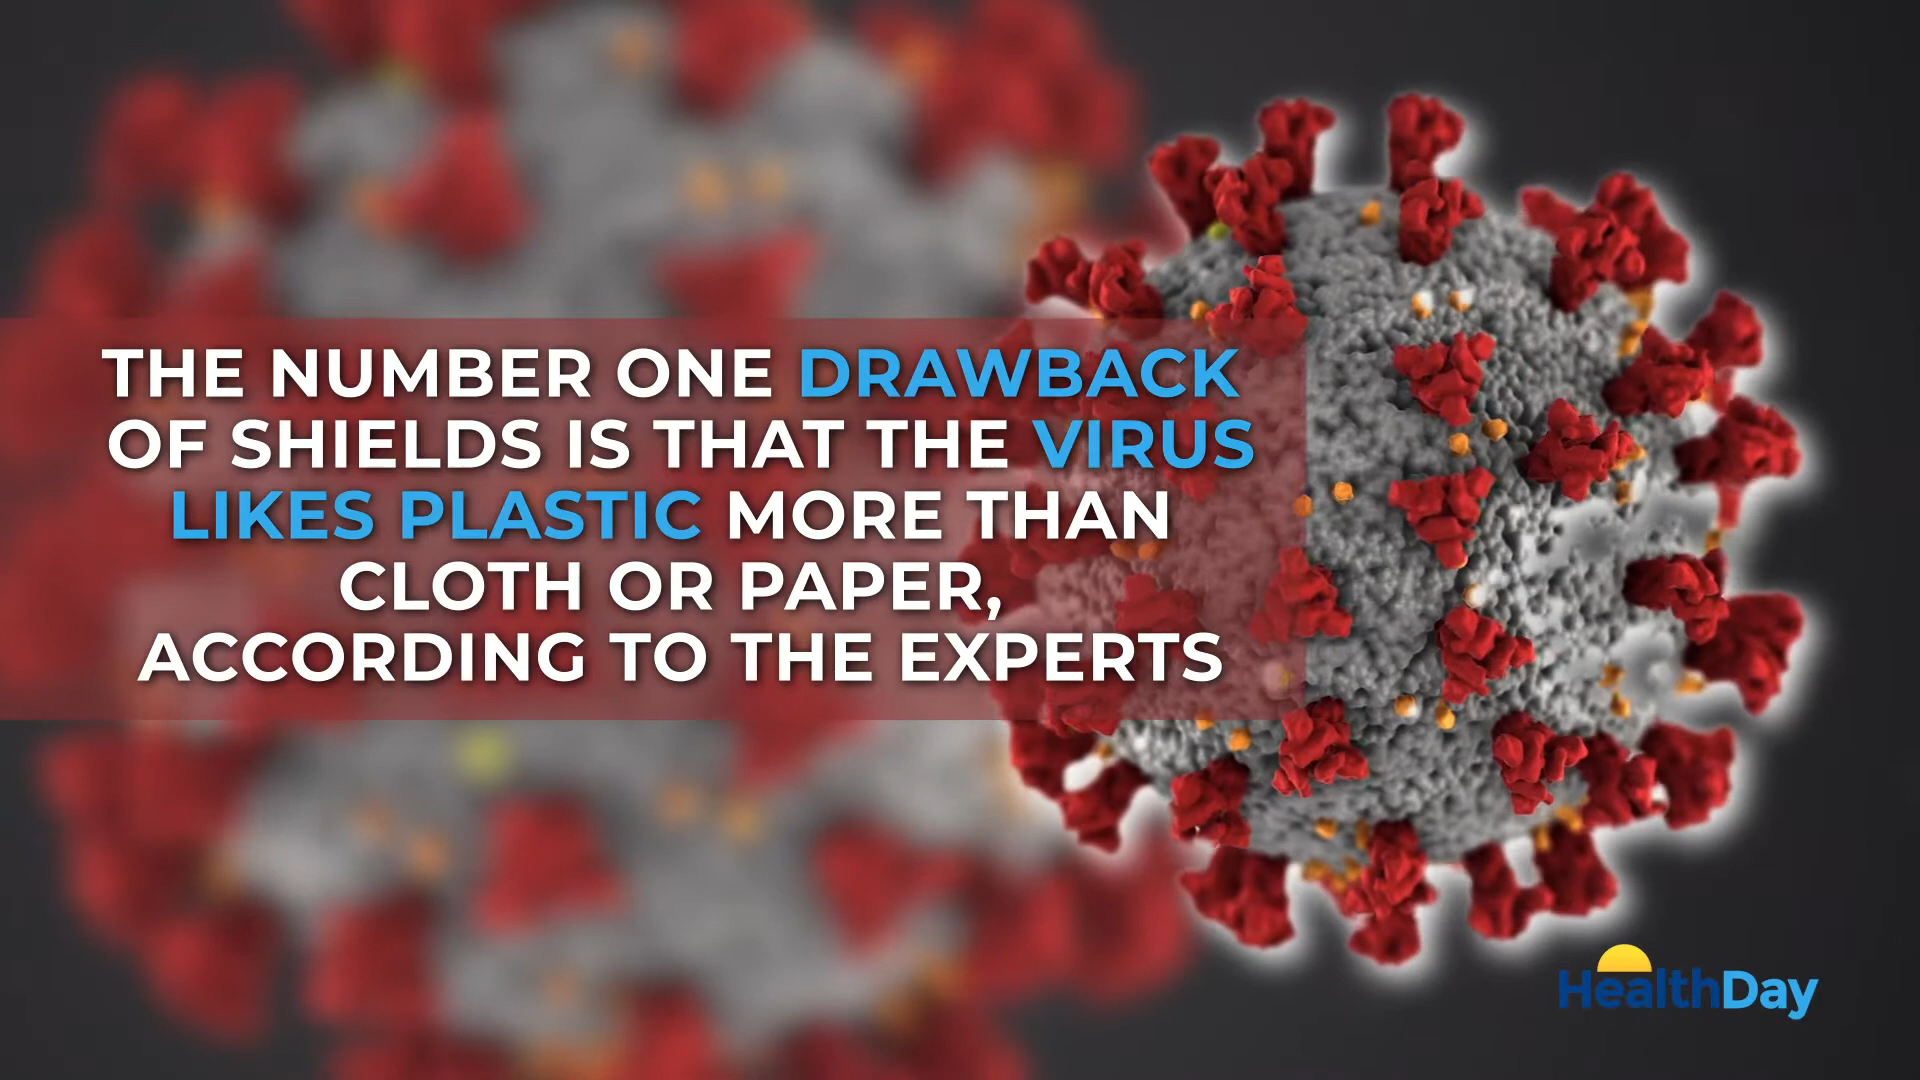 THE NUMBER ONE DRAWBACK
OF SHIELDS IS THAT THE VIRUS
LIKES PLASTIC MORE THAN
CLOTH OR PAPER,
ACCORDING TO THE EXPERTS
HealthDay